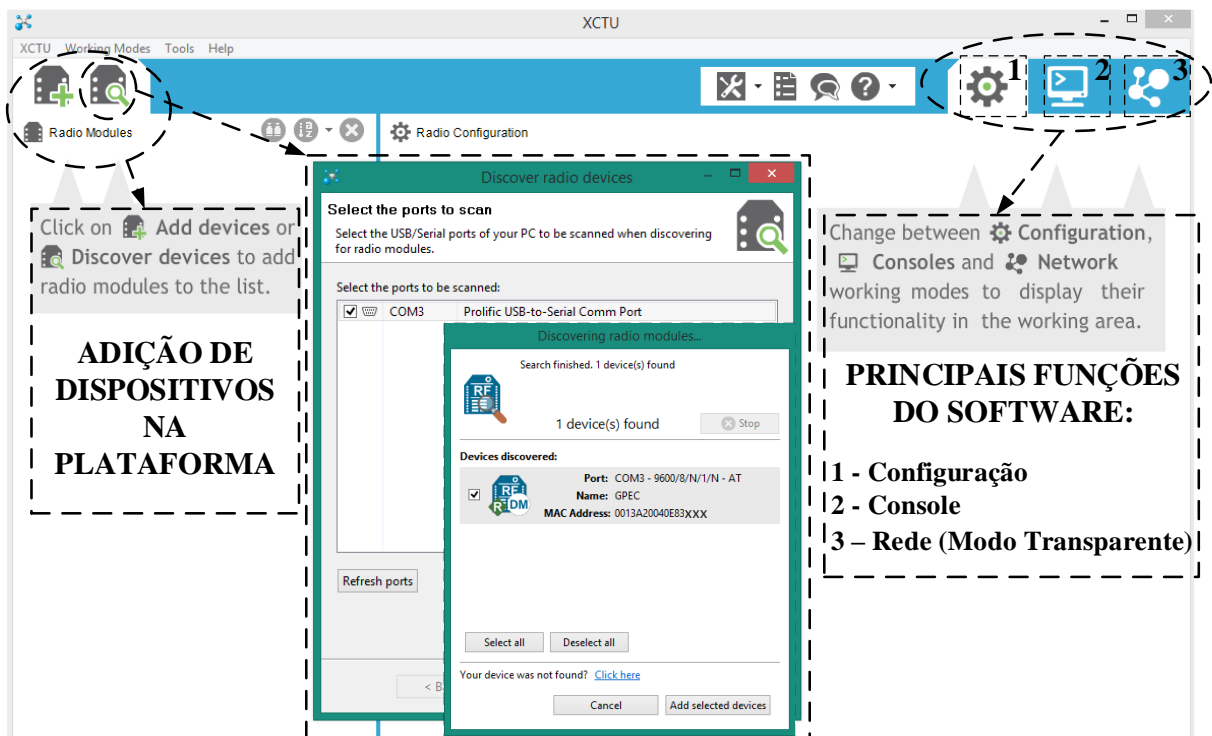 XCTU
XCTU Working Modes Tools Help
1
2
3
Radio Modules
Radio Configuration
Click on Add devices or
Discover devices to add
radio modules to the list.
ADIÇÃO DE
DISPOSITIVOS
NA
PLATAFORMA
Discover radio devices
Select the ports to scan
Select the USB/Serial ports of your PC to be scanned when discovering
for radio modules.
Select the ports to be scanned:
COM3 Prolific USB-to-Serial Comm Port
Refresh ports
< B
Discovering radio modules...
Search finished. 1 device(s) found
RF
1 device(s) found
Stop
Devices discovered:
RF
R
DM
Port: COM3 - 9600/8/N/1/N - AT
Name: GPEC
MAC Address: 0013A20040E83XXX
Select all Deselect all
Your device was not found? Click here
Cancel Add selected devices
Change between Configuration,
Consoles and Network
working modes to display their
functionality in the working area.
PRINCIPAIS FUNÇÕES
DO SOFTWARE:
1 - Configuração
2 - Console
3 – Rede (Modo Transparente)